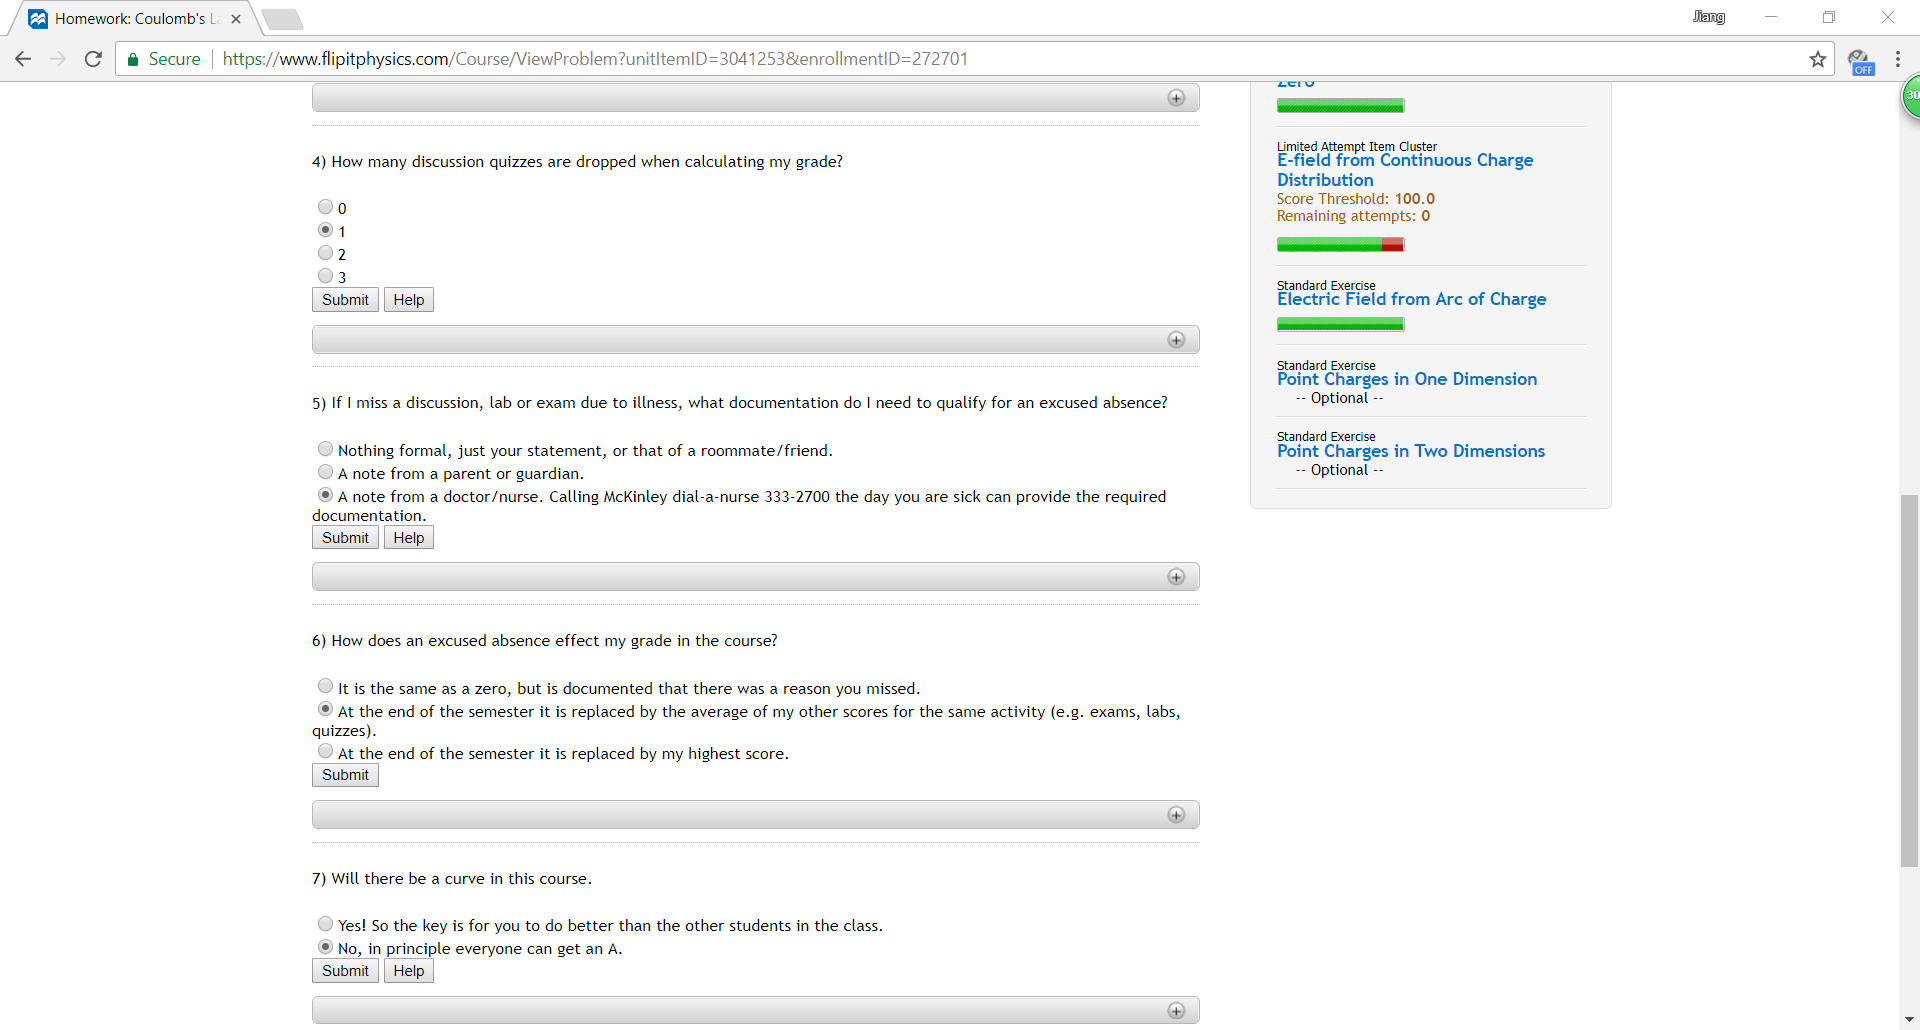 Homework: Coulomb's L
Jiang
Secure
https://www.flipitphysics.com/Course/ViewProblem?unitItemID=3041253&enrollmentID=272701
OFF
30
Zero
4) How many discussion quizzes are dropped when calculating my grade?
0
1
2
3
Submit Help
5) If I miss a discussion, lab or exam due to illness, what documentation do I need to qualify for an excused absence?
Nothing formal, just your statement, or that of a roommate/friend.
A note from a parent or guardian.
A note from a doctor/nurse. Calling McKinley dial-a-nurse 333-2700 the day you are sick can provide the required
documentation.
Submit Help
6) How does an excused absence effect my grade in the course?
It is the same as a zero, but is documented that there was a reason you missed.
At the end of the semester it is replaced by the average of my other scores for the same activity (e.g. exams, labs,
quizzes).
At the end of the semester it is replaced by my highest score.
Submit
7) Will there be a curve in this course.
Yes! So the key is for you to do better than the other students in the class.
No, in principle everyone can get an A.
Submit Help
Limited Attempt Item Cluster
E-field from Continuous Charge
Distribution
Score Threshold: 100.0
Remaining attempts: 0
Standard Exercise
Electric Field from Arc of Charge
Standard Exercise
Point Charges in One Dimension
-- Optional --
Standard Exercise
Point Charges in Two Dimensions
-- Optional --